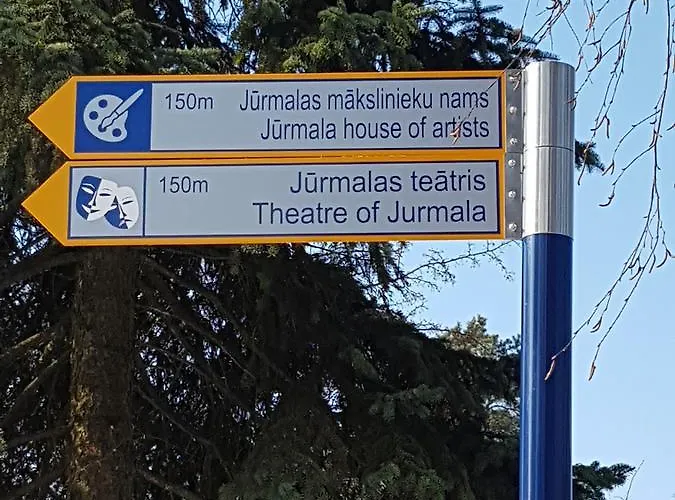 150m Jūrmalas mākslinieku nams
Jūrmala house of artists
150m Jūrmalas teātris
Theatre of Jurmala